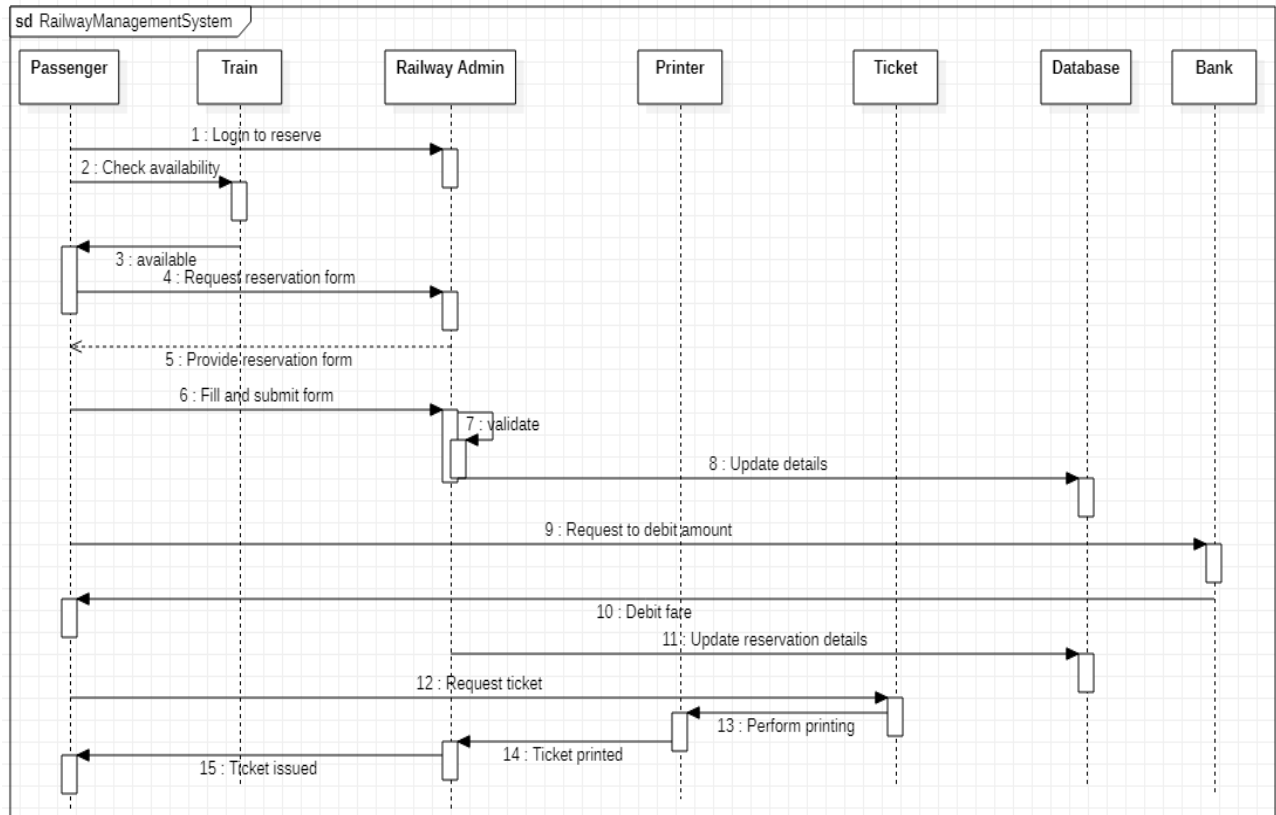 sd RailwayManagementSystem
Passenger
Train
Railway Admin
Printer
Ticket
Database
Bank
1 : Login to reserve
2 : Check availability
3 : available
4 : Request reservation form
5 : Provide reservation form
6 : Fill and submit form
7 : validate
8 : Update details
9 : Request to debit amount
10 : Debit fare
11 : Update reservation details
12 : Request ticket
13 : Perform printing
14 : Ticket printed
15 : Ticket issued